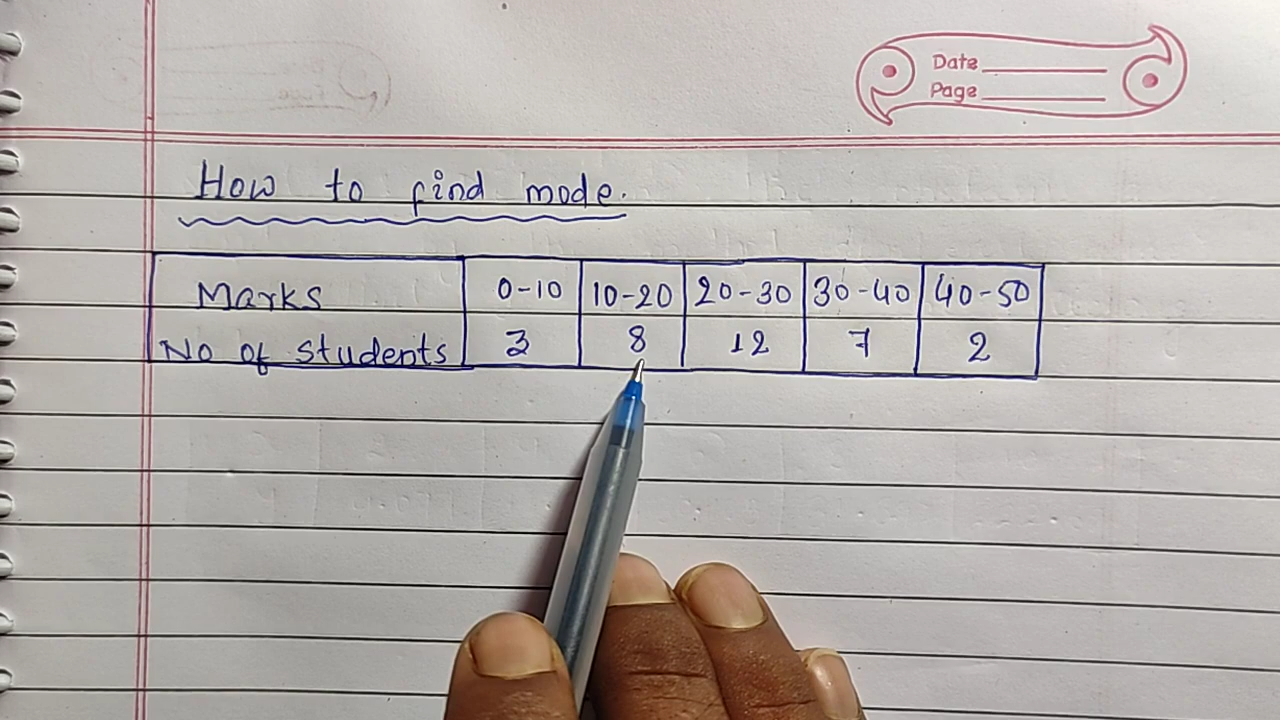 Date
Page
How to find mode.
Marks 0-10 10-20 20-30 30-40 40-50
No of students 3 8 12 7 2